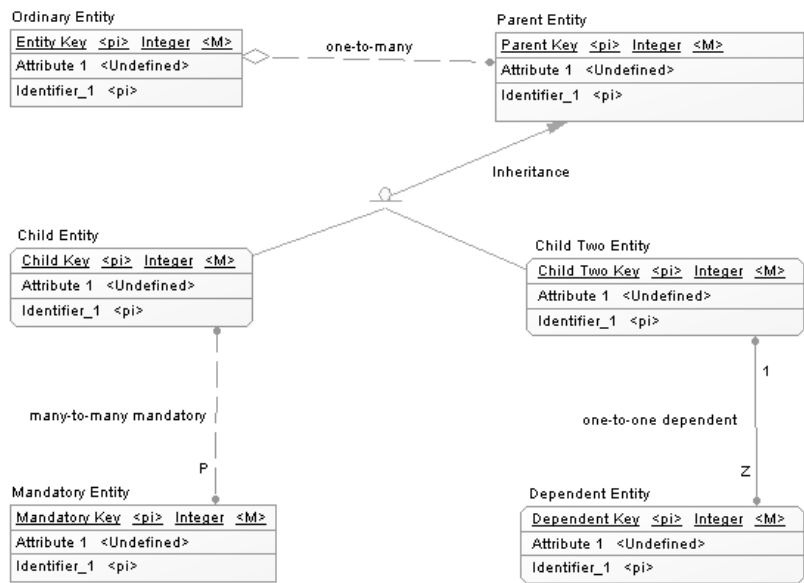 Ordinary Entity
Entity Key <pi> Integer <M>
Attribute 1 <Undefined>
Identifier_1 <pi>
one-to-many
Parent Entity
Parent Key <pi> Integer <M>
Attribute 1 <Undefined>
Identifier_1 <pi>
Inheritance
Child Entity
Child Key <pi> Integer <M>
Attribute 1 <Undefined>
Identifier_1 <pi>
Child Two Entity
Child Two Key <pi> Integer <M>
Attribute 1 <Undefined>
Identifier_1 <pi>
many-to-many mandatory
P
1
one-to-one dependent
Z
Mandatory Entity
Mandatory Key <pi> Integer <M>
Attribute 1 <Undefined>
Identifier_1 <pi>
Dependent Entity
Dependent Key <pi> Integer <M>
Attribute 1 <Undefined>
Identifier_1 <pi>